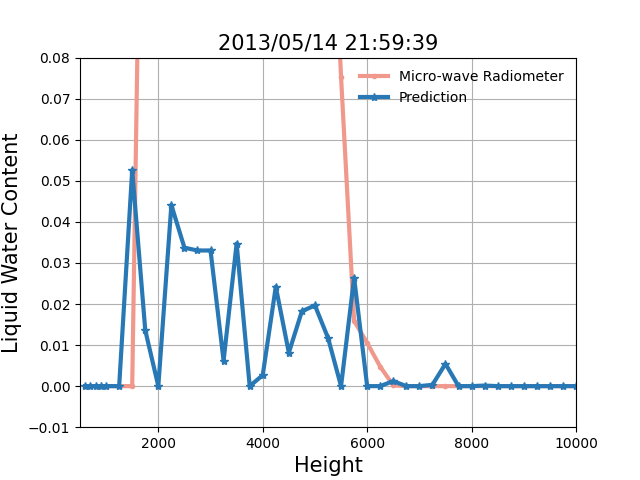 2013/05/14 21:59:39
Liquid Water Content
0.08
0.07
0.06
0.05
0.04
0.03
0.02
0.01
0.00
−0.01
Micro-wave Radiometer
Prediction
2000 4000 6000 8000 10000
Height